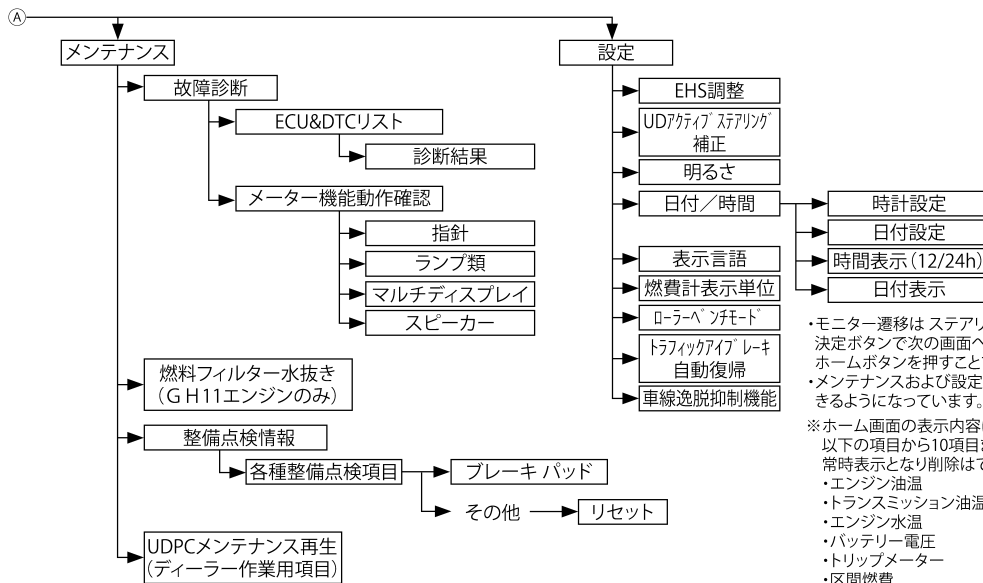 Ⓐ
メンテナンス
故障診断
ECU&DTCリスト
診断結果
メーター機能動作確認
指針
ランプ類
マルチディスプレイ
スピーカー
燃料フィルター水抜き
(GH11エンジンのみ)
整備点検情報
各種整備点検項目
ブレーキ パッド
その他
リセット
UDPCメンテナンス再生
(ディーラー作業用項目)
設定
EHS調整
UDｱｸﾃｨﾌﾞｽﾃｱﾘﾝｸﾞ
補正
明るさ
日付／時間
時計設定
日付設定
時間表示(12/24h)
日付表示
表示言語
燃費計表示単位
ﾛｰﾗｰﾍﾞﾝﾁﾓｰﾄﾞ
ﾄﾗﾌｨｯｸｱｲﾌﾞﾚｰｷ
自動復帰
車線逸脱抑制機能
・モニター遷移は ステアリ
決定ボタンで次の画面へ
ホームボタンを押すこと
・メンテナンスおよび設定
きるようになっています。
※ホーム画面の表示内容
以下の項目から10項目
常時表示となり削除は
・エンジン油温
・トランスミッション油温
・エンジン水温
・バッテリー電圧
・トリップメーター
・区間燃費